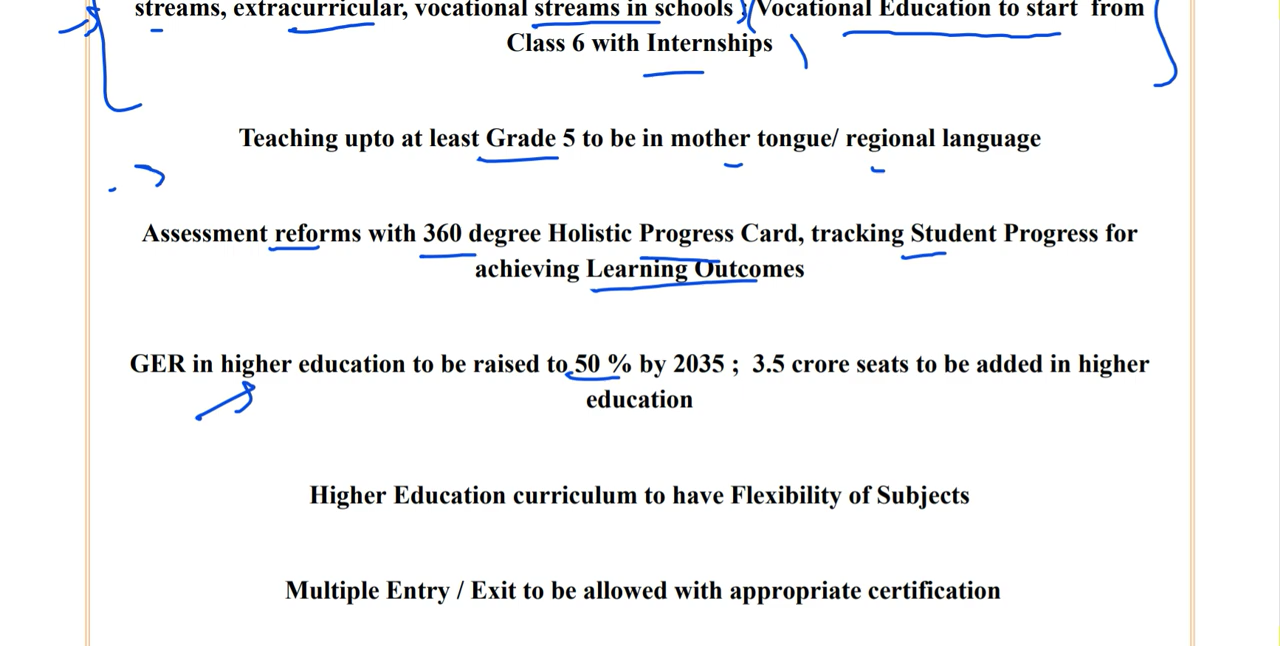 streams, extracurricular, vocational streams in schools ; Vocational Education to start from
Class 6 with Internships
Teaching upto at least Grade 5 to be in mother tongue/ regional language
Assessment reforms with 360 degree Holistic Progress Card, tracking Student Progress for
achieving Learning Outcomes
GER in higher education to be raised to 50 % by 2035 ; 3.5 crore seats to be added in higher
education
Higher Education curriculum to have Flexibility of Subjects
Multiple Entry / Exit to be allowed with appropriate certification